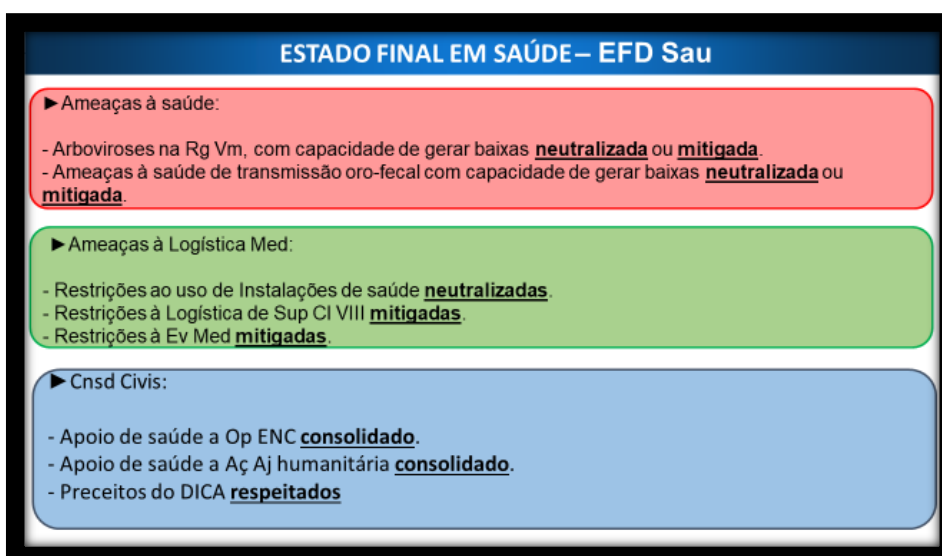 ESTADO FINAL EM SAÚDE– EFD Sau
►Ameaças à saúde:
- Arboviroses na Rg Vm, com capacidade de gerar baixas neutralizada ou mitigada.
- Ameaças à saúde de transmissão oro-fecal com capacidade de gerar baixas neutralizada ou
mitigada.
►Ameaças à Logística Med:
- Restrições ao uso de Instalações de saúde neutralizadas.
- Restrições à Logística de Sup Cl VIII mitigadas.
- Restrições à Ev Med mitigadas.
►Cnsd Civis:
- Apoio de saúde a Op ENC consolidado.
- Apoio de saúde a Aç Aj humanitária consolidado.
- Preceitos do DICA respeitados